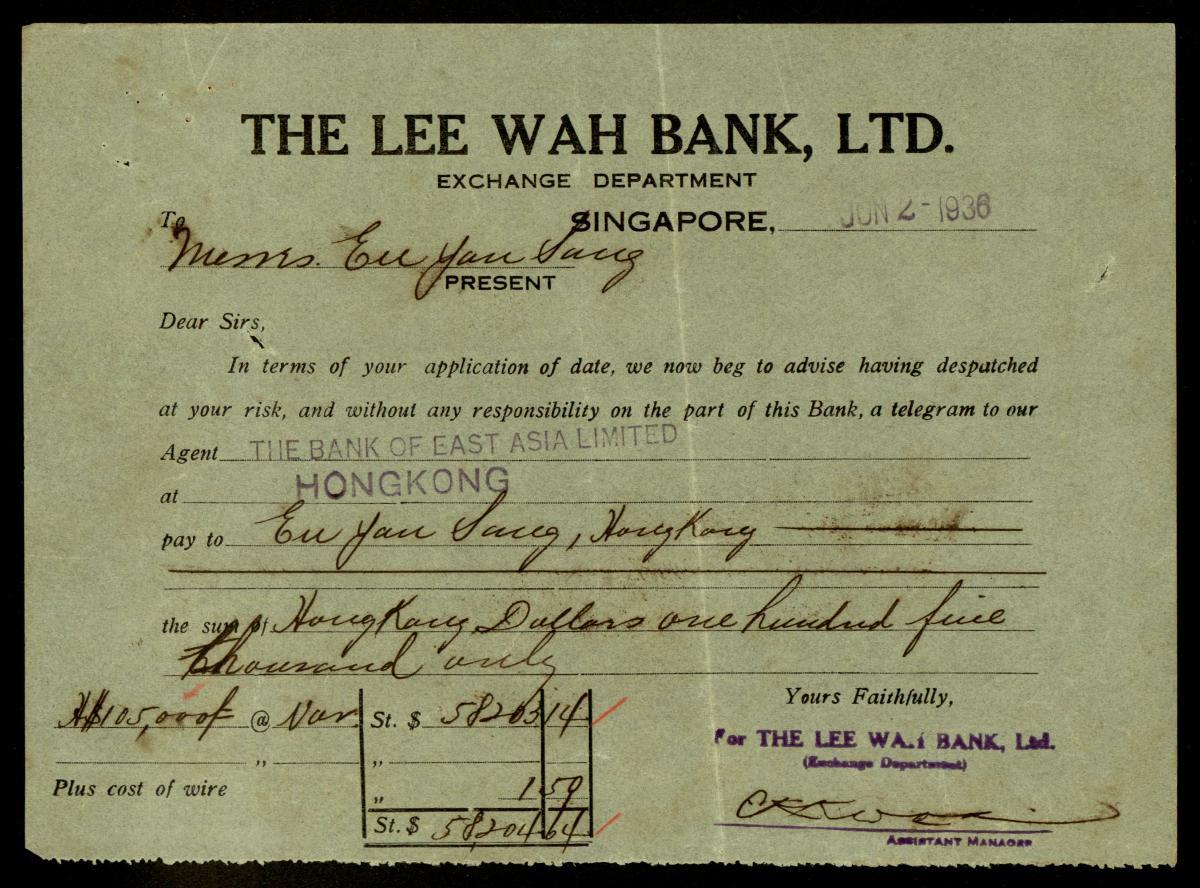 THE LEE WAH BANK, LTD.
EXCHANGE DEPARTMENT
SINGAPORE, JUN 2 - 1936
To
Messrs. Eu Yan Sang
PRESENT
Dear Sirs,
In terms of your application of date, we now beg to advise having despatched
at your risk, and without any responsibility on the part of this Bank, a telegram to our
Agent THE BANK OF EAST ASIA LIMITED
at HONGKONG
pay to Eu Yan Sang, HongKong
the sum of HongKong Dollars one hundred five
thousand only
H$105,000/- @ Var St. $ 58203 14
" "
Plus cost of wire " 1 50
St. $ 58,204 64
Yours Faithfully,
For THE LEE WAH BANK, Ltd.
(Exchange Department)
ASSISTANT MANAGER